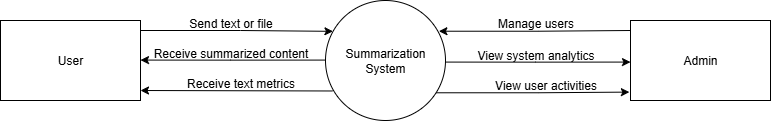 Send text or file
Manage users
User
Receive summarized content
Summarization
System
View system analytics
Admin
Receive text metrics
View user activities